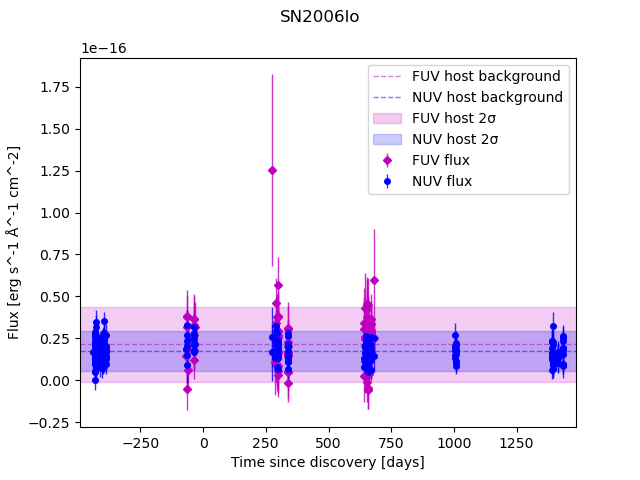 SN2006lo
1e−16
FUV host background
NUV host background
FUV host 2σ
NUV host 2σ
FUV flux
NUV flux
1.75
1.50
1.25
1.00
0.75
0.50
0.25
0.00
−0.25
Flux [erg s^-1 Å^-1 cm^-2]
−250 0 250 500 750 1000 1250
Time since discovery [days]